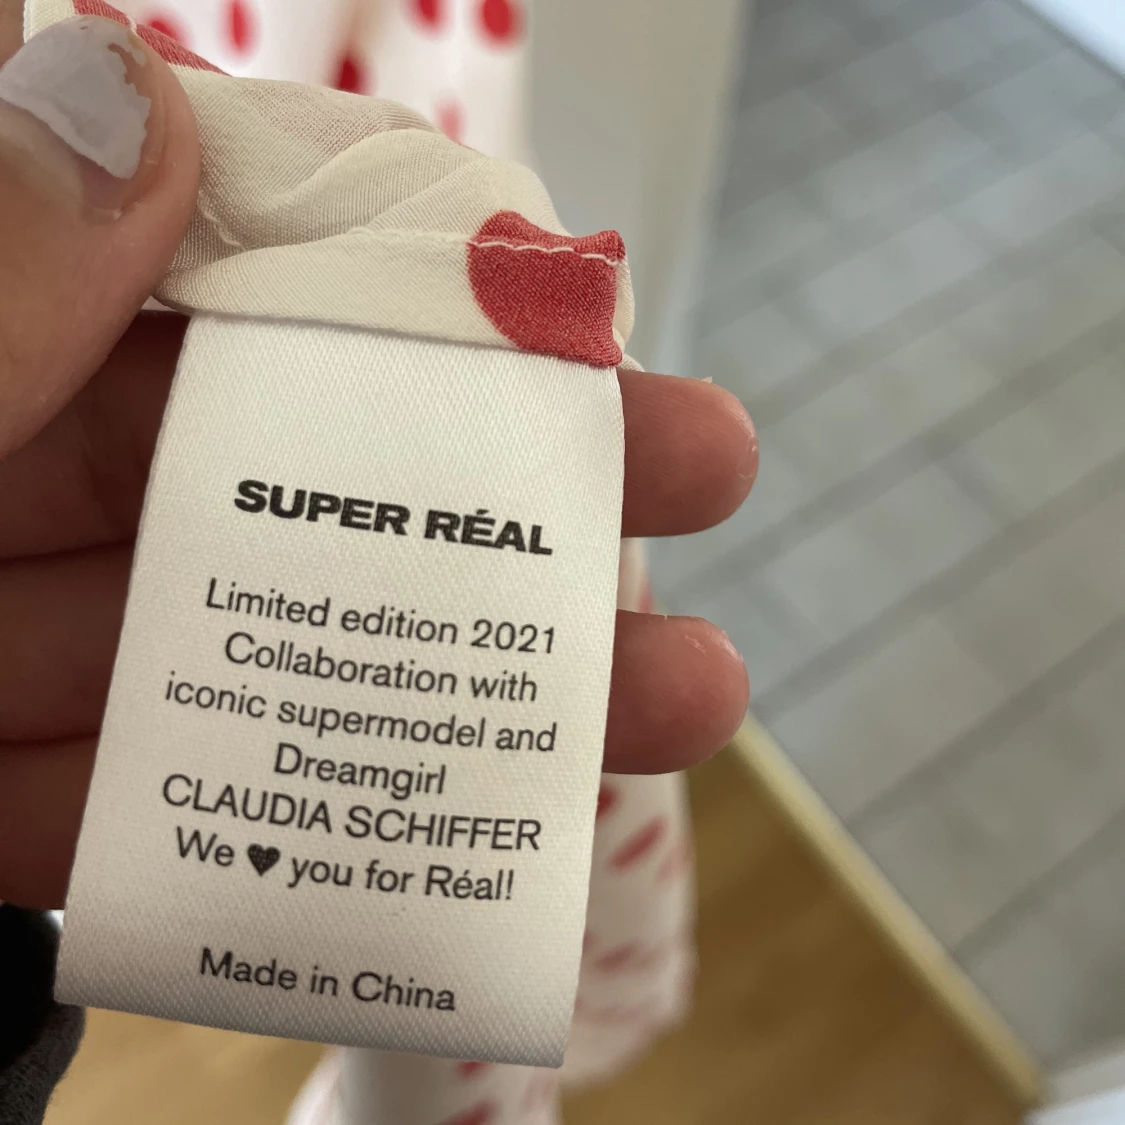 SUPER RÉAL
Limited edition 2021
Collaboration with
iconic supermodel and
Dreamgirl
CLAUDIA SCHIFFER
We ♥ you for Réal!
Made in China